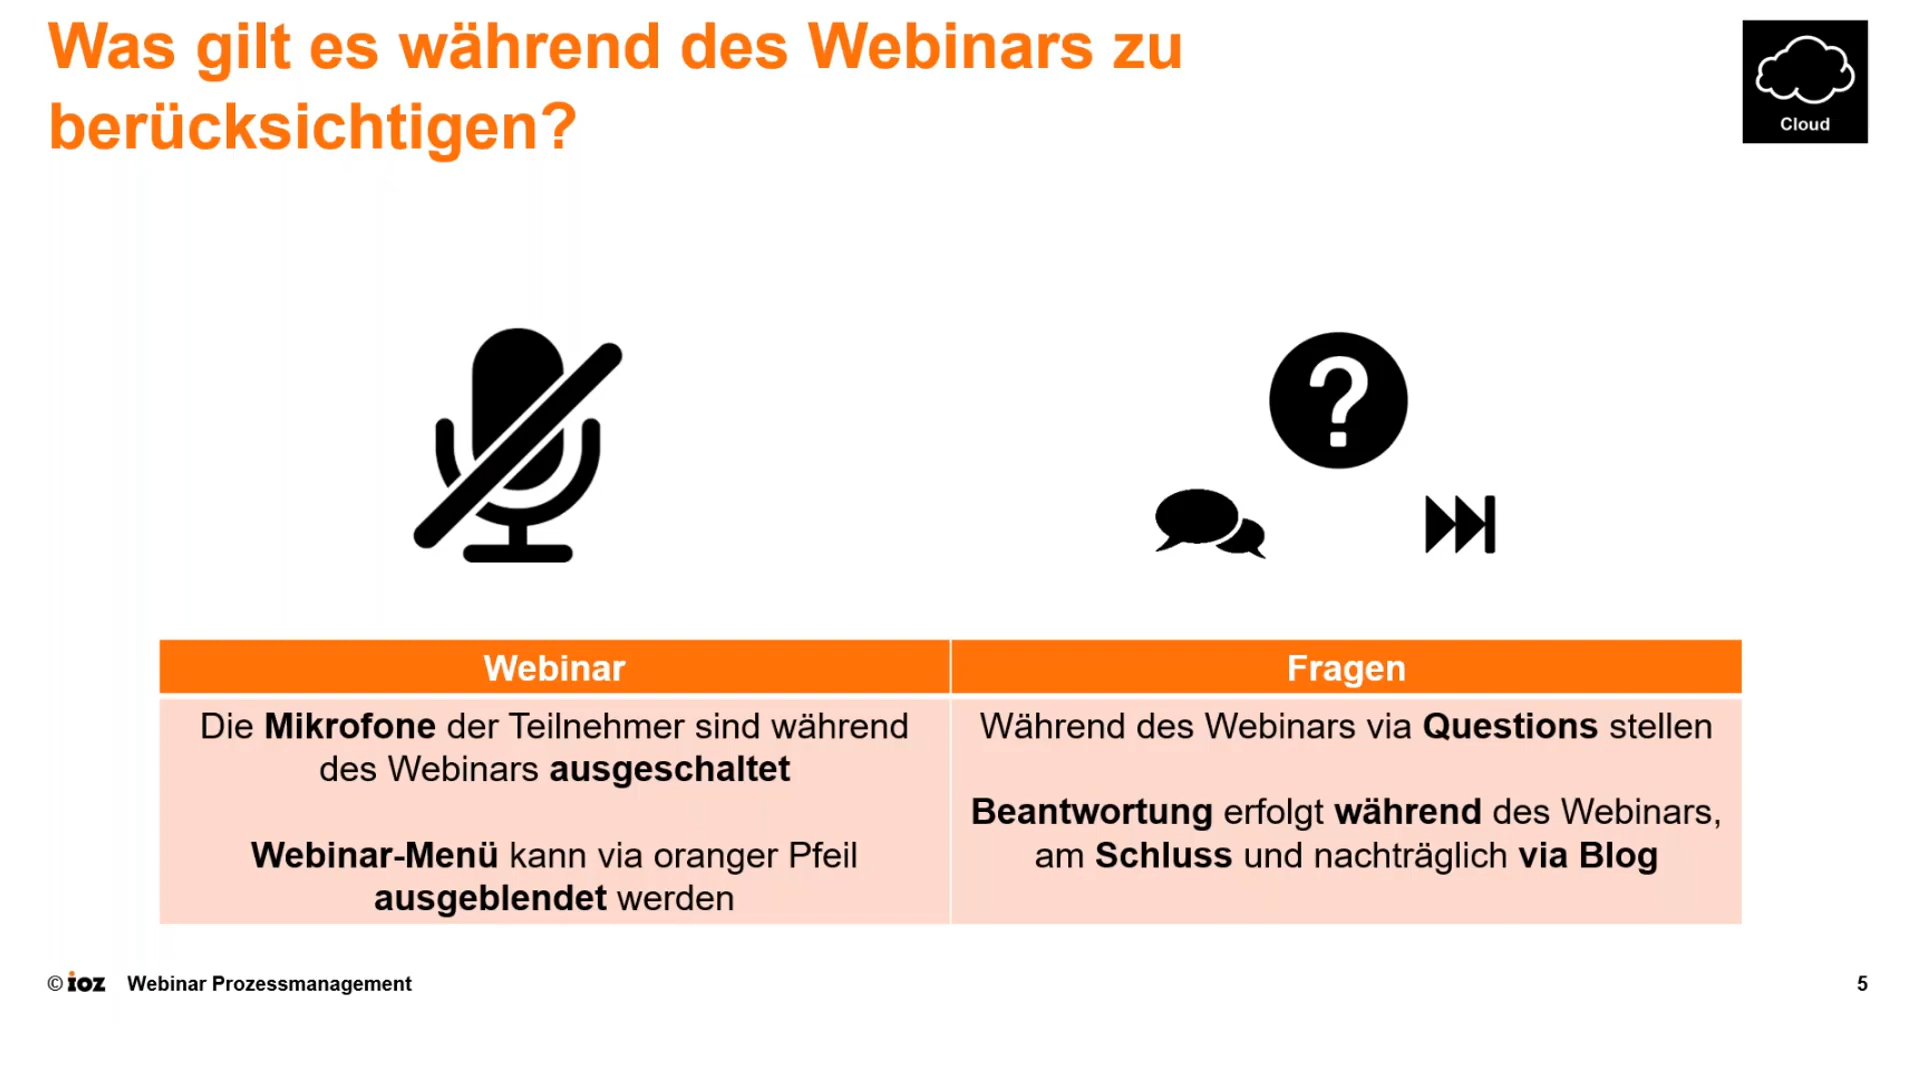 Was gilt es während des Webinars zu
berücksichtigen?
Cloud
?
Webinar
Fragen
Die Mikrofone der Teilnehmer sind während
des Webinars ausgeschaltet
Webinar-Menü kann via oranger Pfeil
ausgeblendet werden
Während des Webinars via Questions stellen
Beantwortung erfolgt während des Webinars,
am Schluss und nachträglich via Blog
© ioz Webinar Prozessmanagement
5